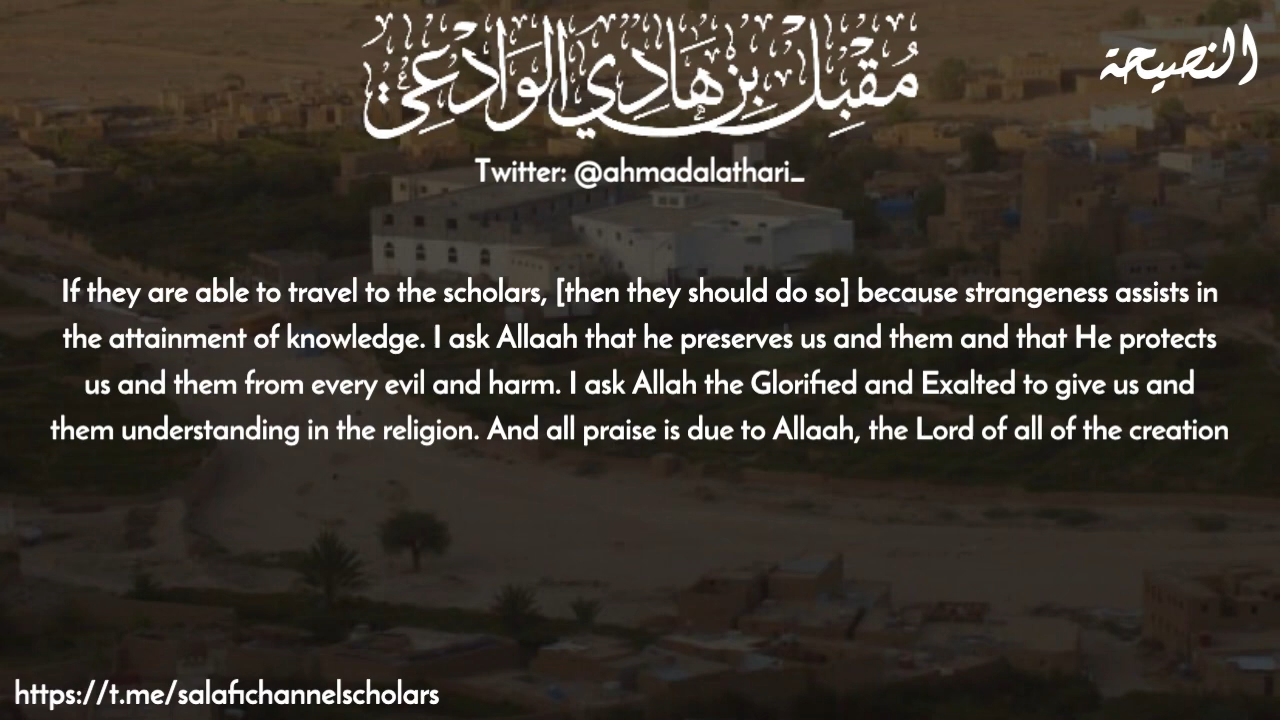 مُقْبِل بِنْ هَادِي الوَادِعِي
النصيحة
Twitter: @ahmadalathari_
If they are able to travel to the scholars, [then they should do so] because strangeness assists in
the attainment of knowledge. I ask Allaah that he preserves us and them and that He protects
us and them from every evil and harm. I ask Allah the Glorified and Exalted to give us and
them understanding in the religion. And all praise is due to Allaah, the Lord of all of the creation
https://t.me/salafichannelscholars